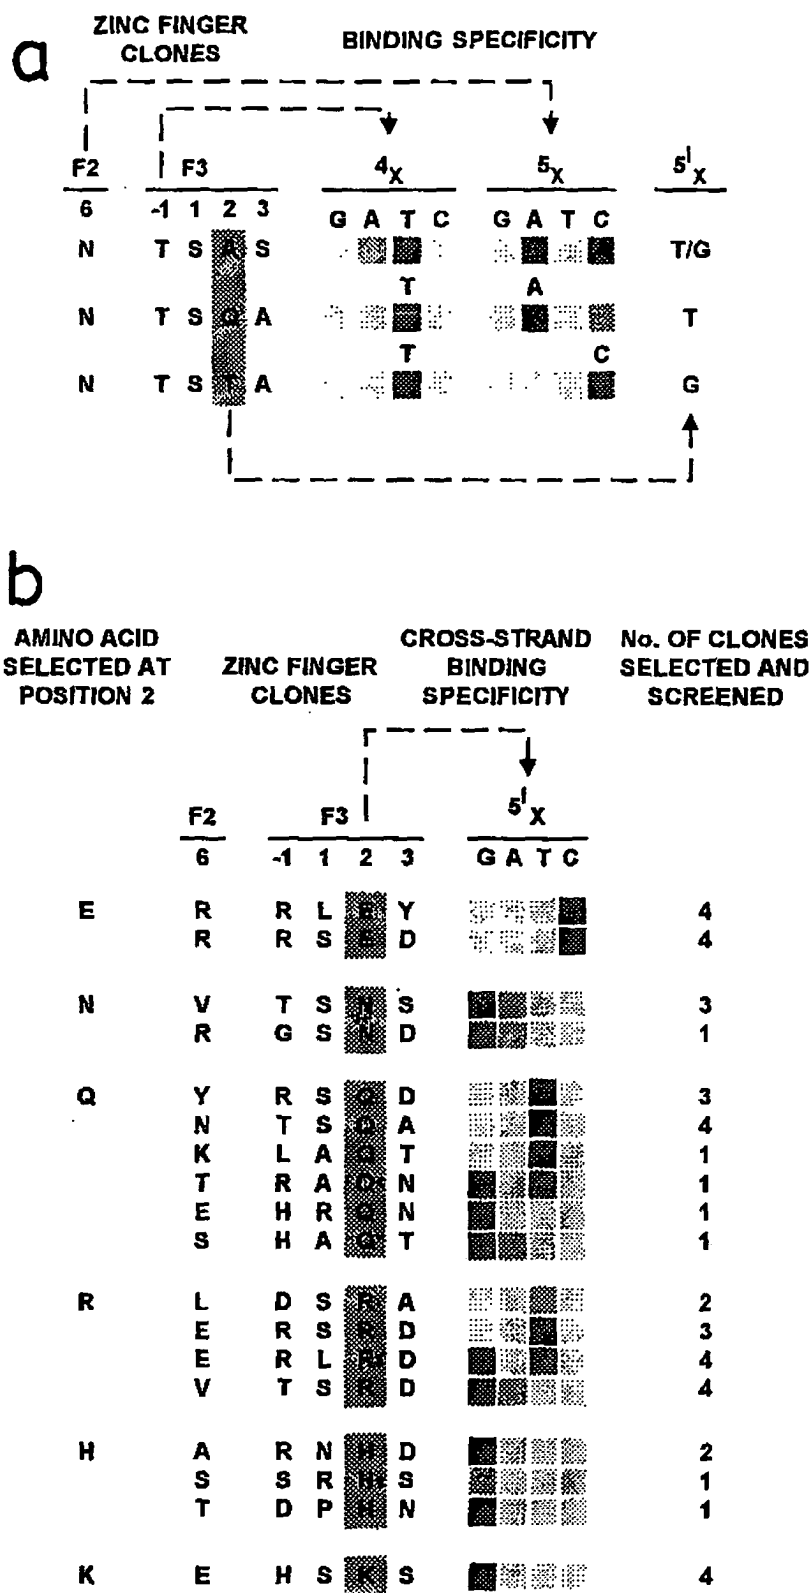 a
ZINC FINGER CLONES
BINDING SPECIFICITY
F2 F3 4X 5X 5'X
6 -1 1 2 3 G A T C G A T C
N T S A S T/G
T A
N T S Q A T
T C
N T S T A G
b
AMINO ACID SELECTED AT POSITION 2
ZINC FINGER CLONES
CROSS-STRAND BINDING SPECIFICITY
No. OF CLONES SELECTED AND SCREENED
F2 F3 5'X
6 -1 1 2 3 G A T C
E R R L E Y 4
R R S E D 4
N V T S N S 3
R G S N D 1
Q Y R S Q D 3
N T S Q A 4
K L A Q T 1
T R A Q N 1
E H R Q N 1
S H A Q T 1
R L D S R A 2
E R S R D 3
E R L R D 4
V T S R D 4
H A R N H D 2
S S R H S 1
T D P H N 1
K E H S K S 4